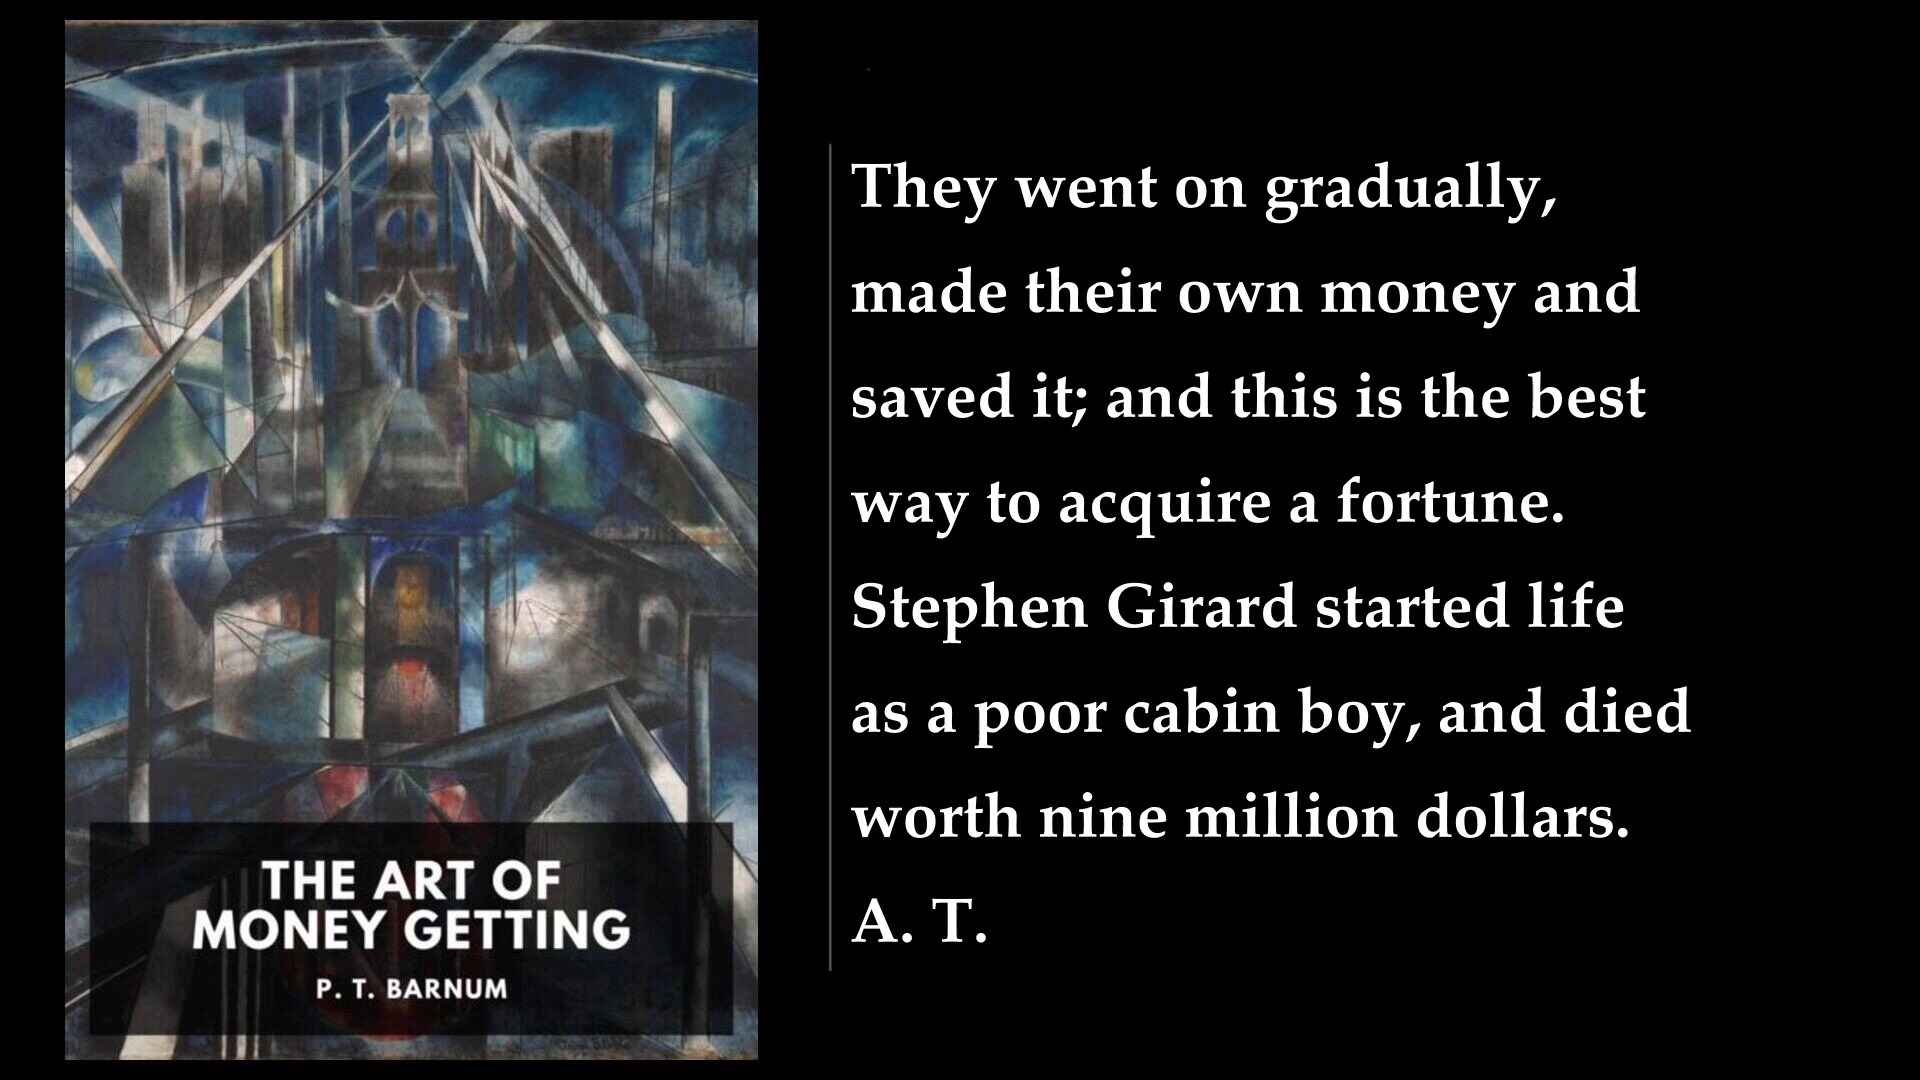 THE ART OF
MONEY GETTING
P. T. BARNUM
They went on gradually,
made their own money and
saved it; and this is the best
way to acquire a fortune.
Stephen Girard started life
as a poor cabin boy, and died
worth nine million dollars.
A. T.